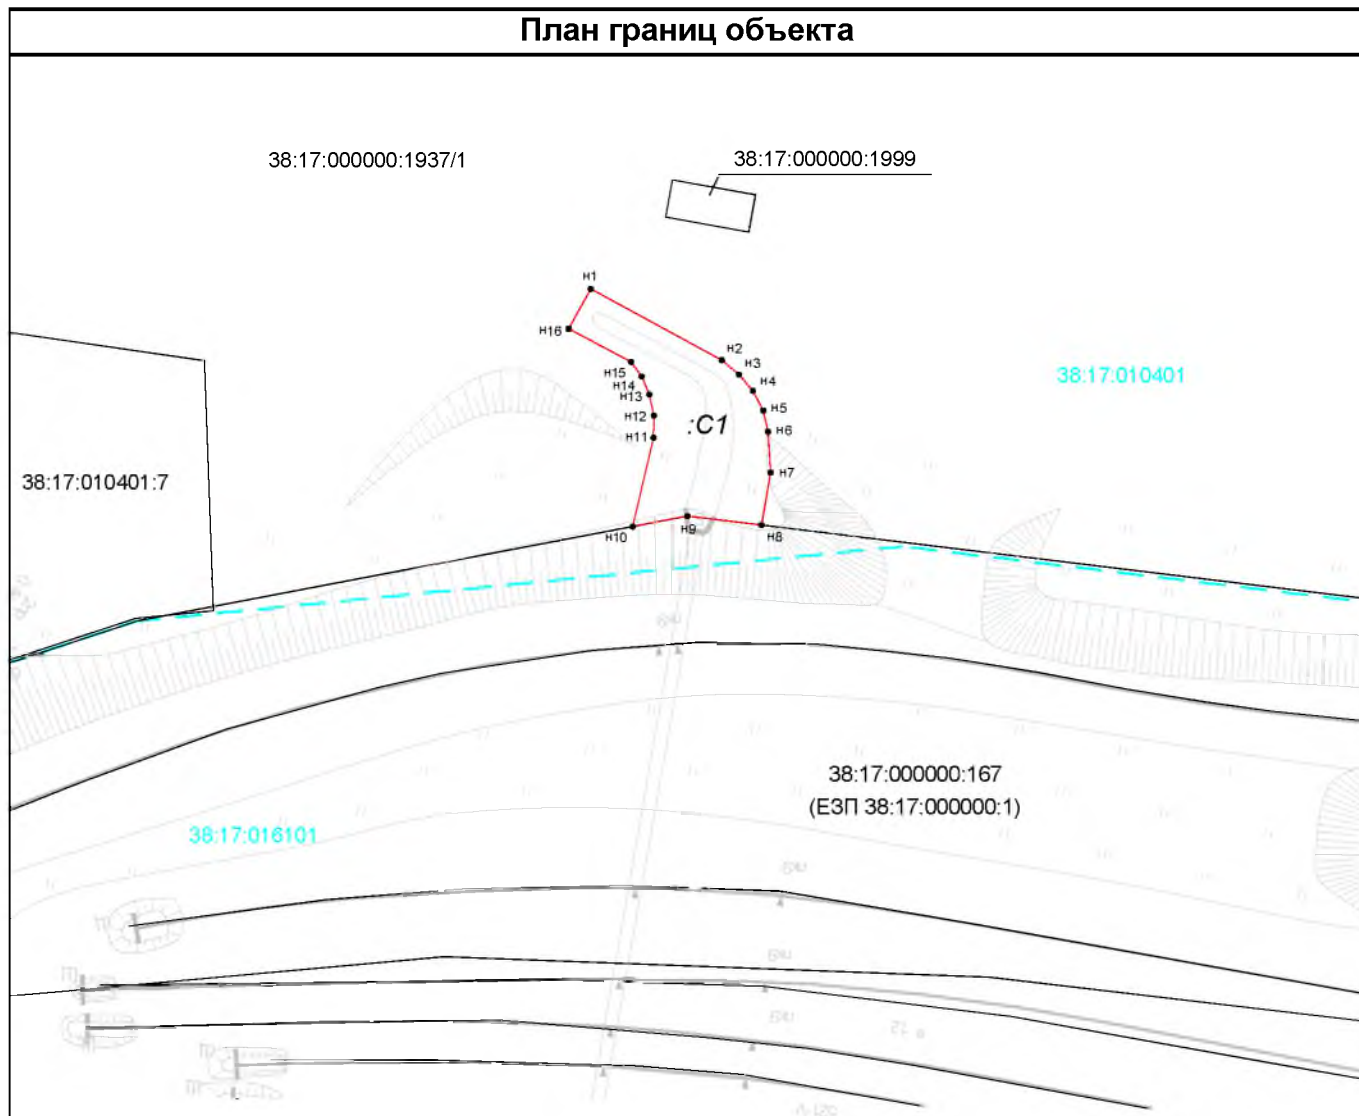 План границ объекта
38:17:000000:1937/1
38:17:000000:1999
н1
н16
н2
н3
38:17:010401
н15
н4
н14
н13
н5
н12
:С1
н6
н11
н7
38:17:010401:7
н10
н9
н8
38:17:000000:167
(ЕЗП 38:17:000000:1)
38:17:016101